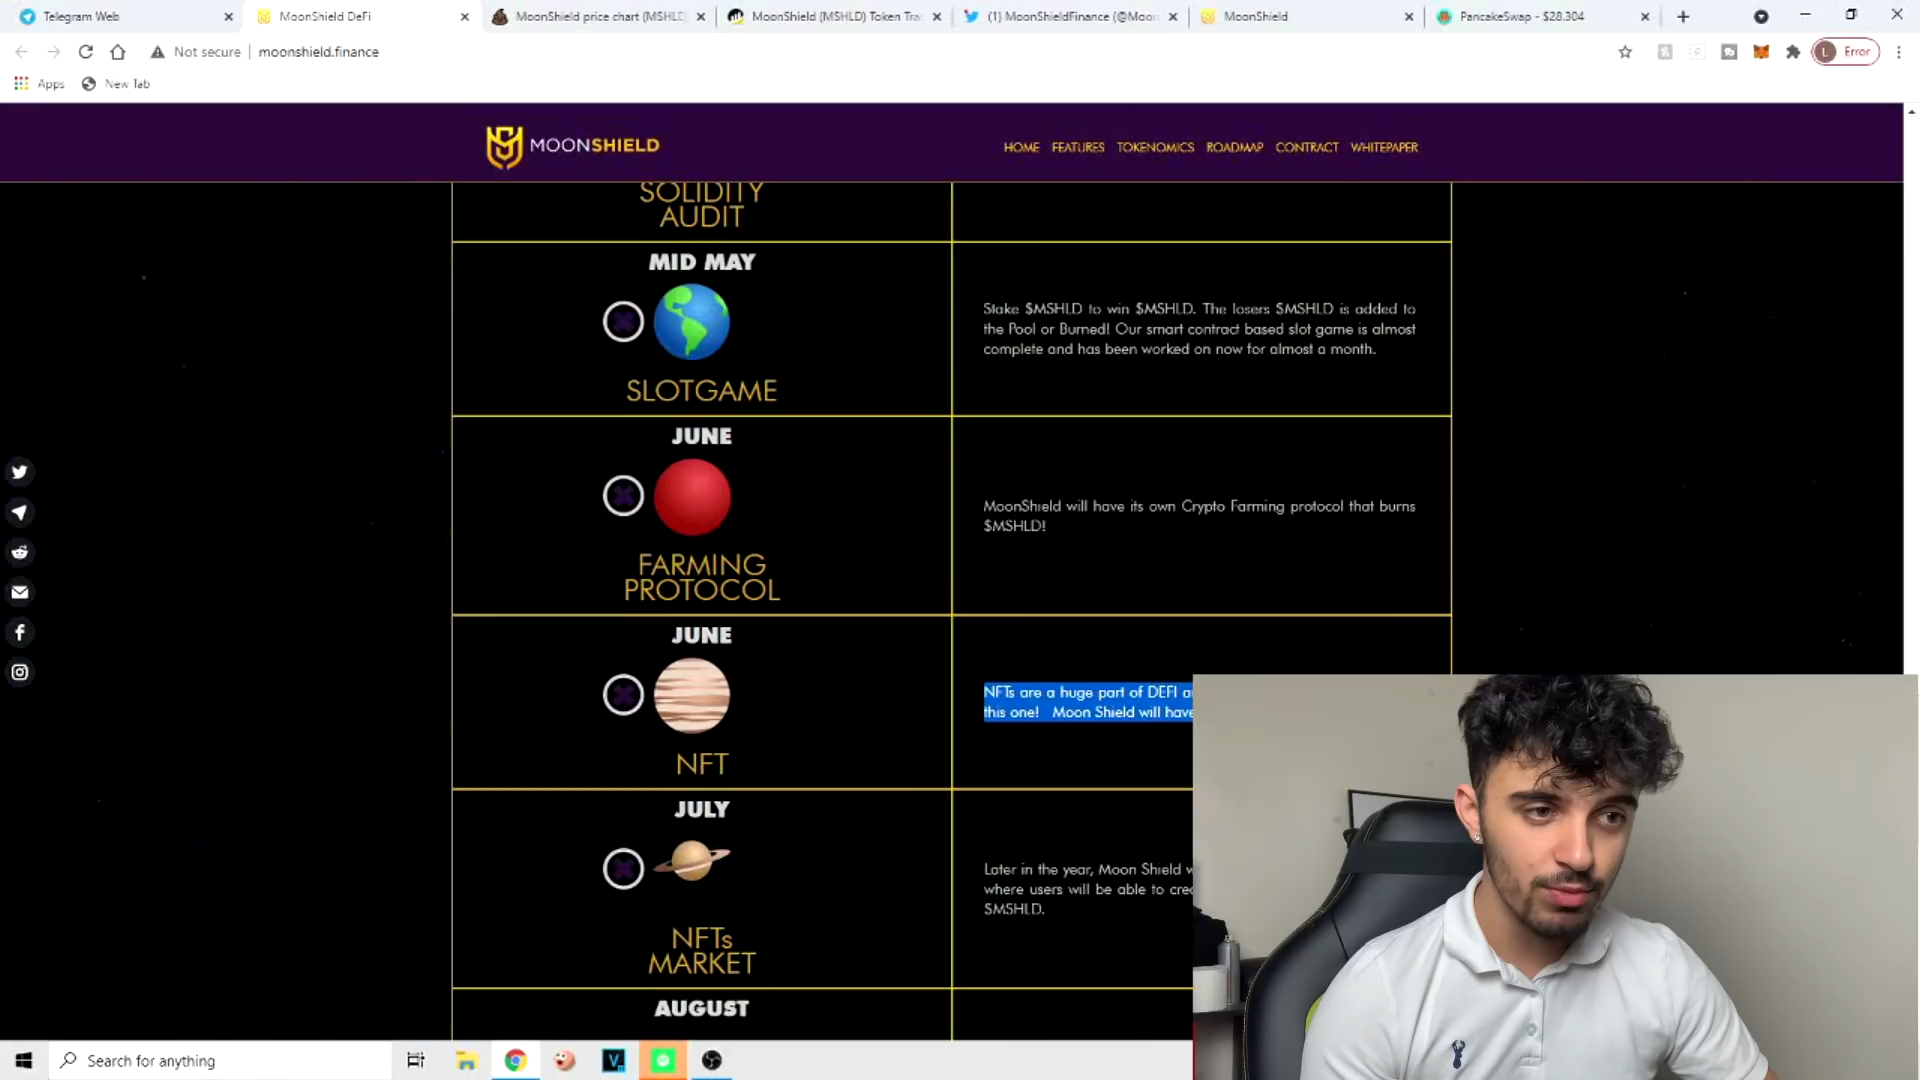 Telegram Web
MoonShield DeFi
MoonShield price chart (MSHLD
MoonShield (MSHLD) Token Tra
(1) MoonShieldFinance (@Moon
MoonShield
PancakeSwap - $28.304
Not secure
moonshield.finance
L
Error
Apps
New Tab
MOONSHIELD
HOME
FEATURES
TOKENOMICS
ROADMAP
CONTRACT
WHITEPAPER
SOLIDITY
AUDIT
MID MAY
SLOTGAME
Stake $MSHLD to win $MSHLD. The losers $MSHLD is added to
the Pool or Burned! Our smart contract based slot game is almost
complete and has been worked on now for almost a month.
JUNE
FARMING
PROTOCOL
MoonShield will have its own Crypto Farming protocol that burns
$MSHLD!
JUNE
NFT
NFTs are a huge part of DEFI a
this one! Moon Shield will have
JULY
NFTs
MARKET
Later in the year, Moon Shield w
where users will be able to crea
$MSHLD.
AUGUST
Search for anything